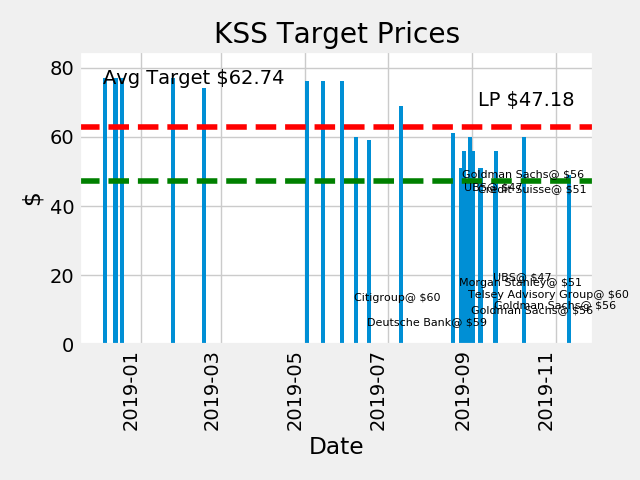 KSS Target Prices
80
Avg Target $62.74
LP $47.18
60
Goldman Sachs@ $56
UBS@ $47
Credit Suisse@ $51
$
40
20
UBS@ $47
Morgan Stanley@ $51
Citigroup@ $60
Telsey Advisory Group@ $60
Goldman Sachs@ $56
Goldman Sachs@ $56
Deutsche Bank@ $59
0
2019-01
2019-03
2019-05
2019-07
2019-09
2019-11
Date